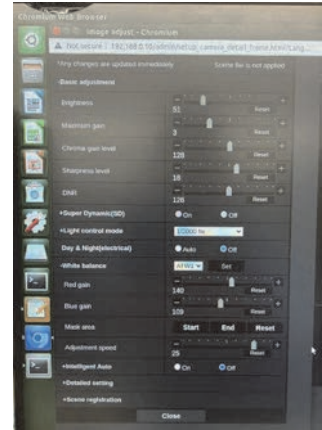 Chromium Web Browser
Image adjust - Chromium
Not secure | 192.168.0.10/admin/setup_camera_detail_frame.html?Lang...
*Any changes are updated immediately Scene file is not applied
-Basic adjustment
Brightness
51 Reset
Maximum gain
3 Reset
Chroma gain level
128 Reset
Sharpness level
16 Reset
DNR
128 Reset
+Super Dynamic(SD) On Off
+Light control mode
Day & Night(electrical) Auto Off
-White balance Set
Red gain
140 Reset
Blue gain
109 Reset
Mask area Start End Reset
Adjustment speed
25 Reset
+Intelligent Auto On Off
+Detailed setting
+Scene registration
Close